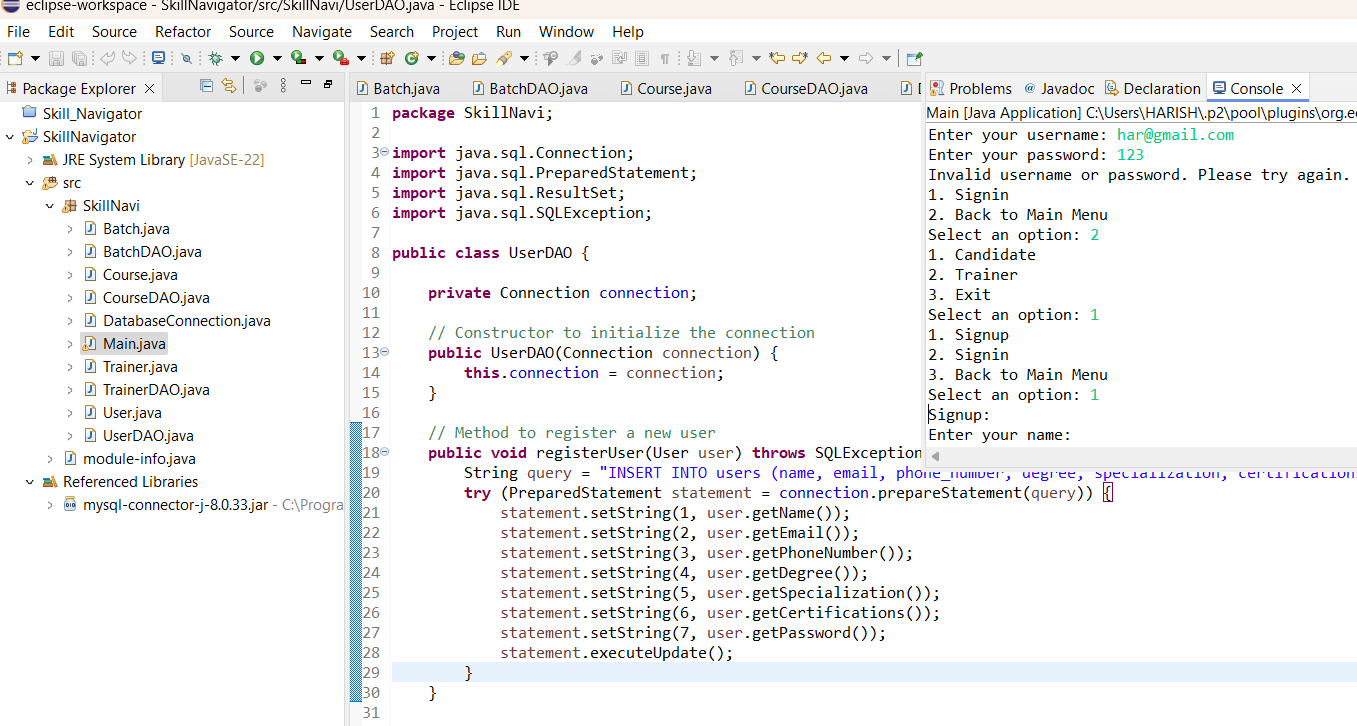 eclipse-workspace - SkillNavigator/src/SkillNavi/UserDAO.java - Eclipse IDE
File Edit Source Refactor Source Navigate Search Project Run Window Help
Package Explorer
Skill_Navigator
SkillNavigator
JRE System Library [JavaSE-22]
src
SkillNavi
Batch.java
BatchDAO.java
Course.java
CourseDAO.java
DatabaseConnection.java
Main.java
Trainer.java
TrainerDAO.java
User.java
UserDAO.java
module-info.java
Referenced Libraries
mysql-connector-j-8.0.33.jar - C:\Progra
Batch.java BatchDAO.java Course.java CourseDAO.java
1 package SkillNavi;
2
3 import java.sql.Connection;
4 import java.sql.PreparedStatement;
5 import java.sql.ResultSet;
6 import java.sql.SQLException;
7
8 public class UserDAO {
9
10 private Connection connection;
11
12 // Constructor to initialize the connection
13 public UserDAO(Connection connection) {
14 this.connection = connection;
15 }
16
17 // Method to register a new user
18 public void registerUser(User user) throws SQLException
19 String query = "INSERT INTO users (name, email, phone_number, degree, specialization, certification
20 try (PreparedStatement statement = connection.prepareStatement(query)) {
21 statement.setString(1, user.getName());
22 statement.setString(2, user.getEmail());
23 statement.setString(3, user.getPhoneNumber());
24 statement.setString(4, user.getDegree());
25 statement.setString(5, user.getSpecialization());
26 statement.setString(6, user.getCertifications());
27 statement.setString(7, user.getPassword());
28 statement.executeUpdate();
29 }
30 }
31
Problems Javadoc Declaration Console
Main [Java Application] C:\Users\HARISH\.p2\pool\plugins\org.ec
Enter your username: har@gmail.com
Enter your password: 123
Invalid username or password. Please try again.
1. Signin
2. Back to Main Menu
Select an option: 2
1. Candidate
2. Trainer
3. Exit
Select an option: 1
1. Signup
2. Signin
3. Back to Main Menu
Select an option: 1
Signup:
Enter your name: